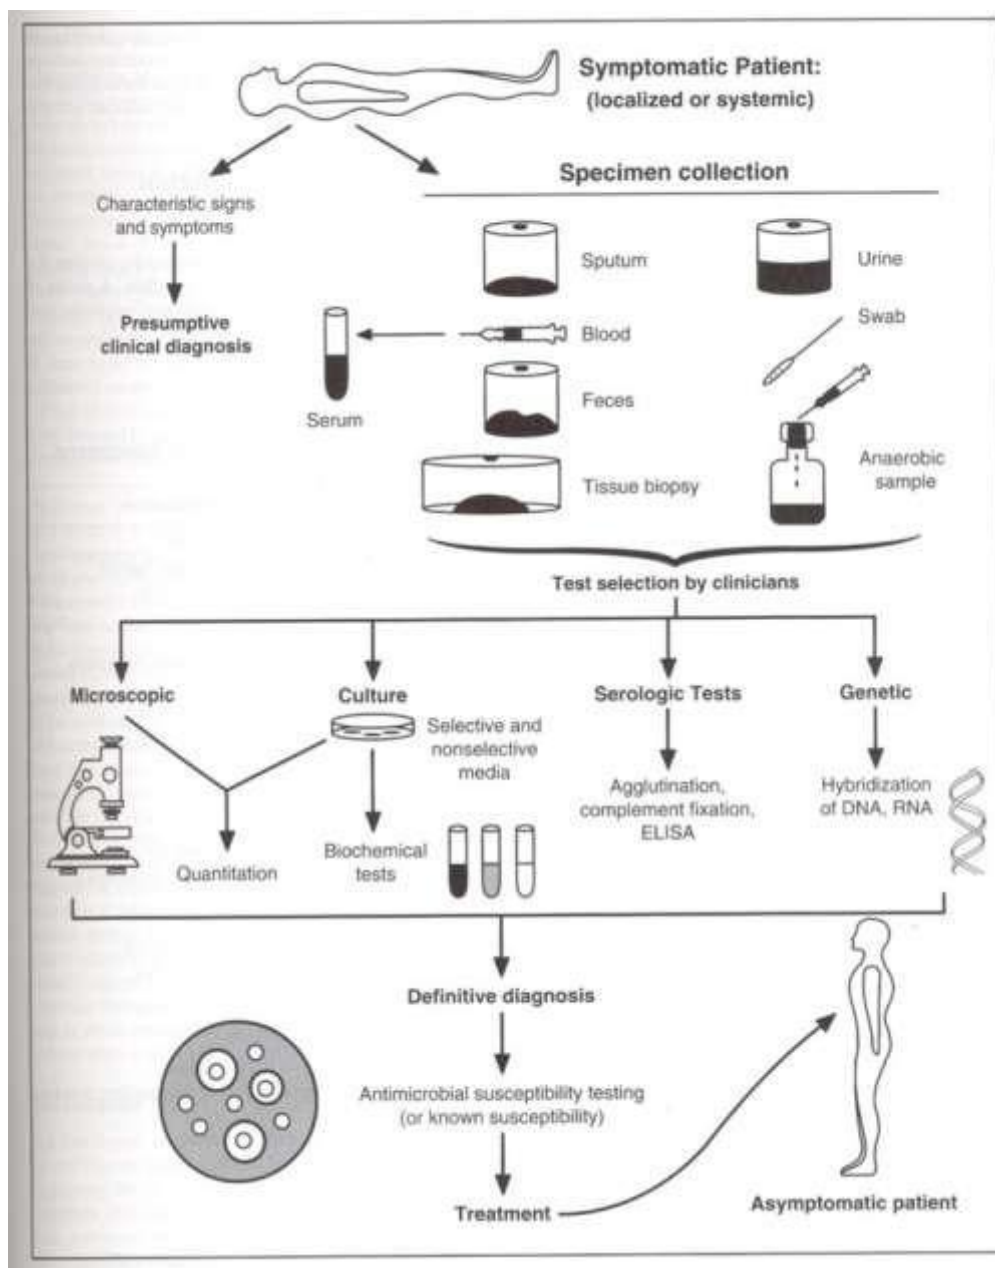 Symptomatic Patient:
(localized or systemic)
Specimen collection
Characteristic signs
and symptoms
Presumptive
clinical diagnosis
Sputum
Urine
Blood
Swab
Serum
Feces
Tissue biopsy
Anaerobic
sample
Test selection by clinicians
Microscopic
Culture
Serologic Tests
Genetic
Selective and
nonselective
media
Agglutination,
complement fixation,
ELISA
Hybridization
of DNA, RNA
Quantitation
Biochemical
tests
Definitive diagnosis
Antimicrobial susceptibility testing
(or known susceptibility)
Treatment
Asymptomatic patient